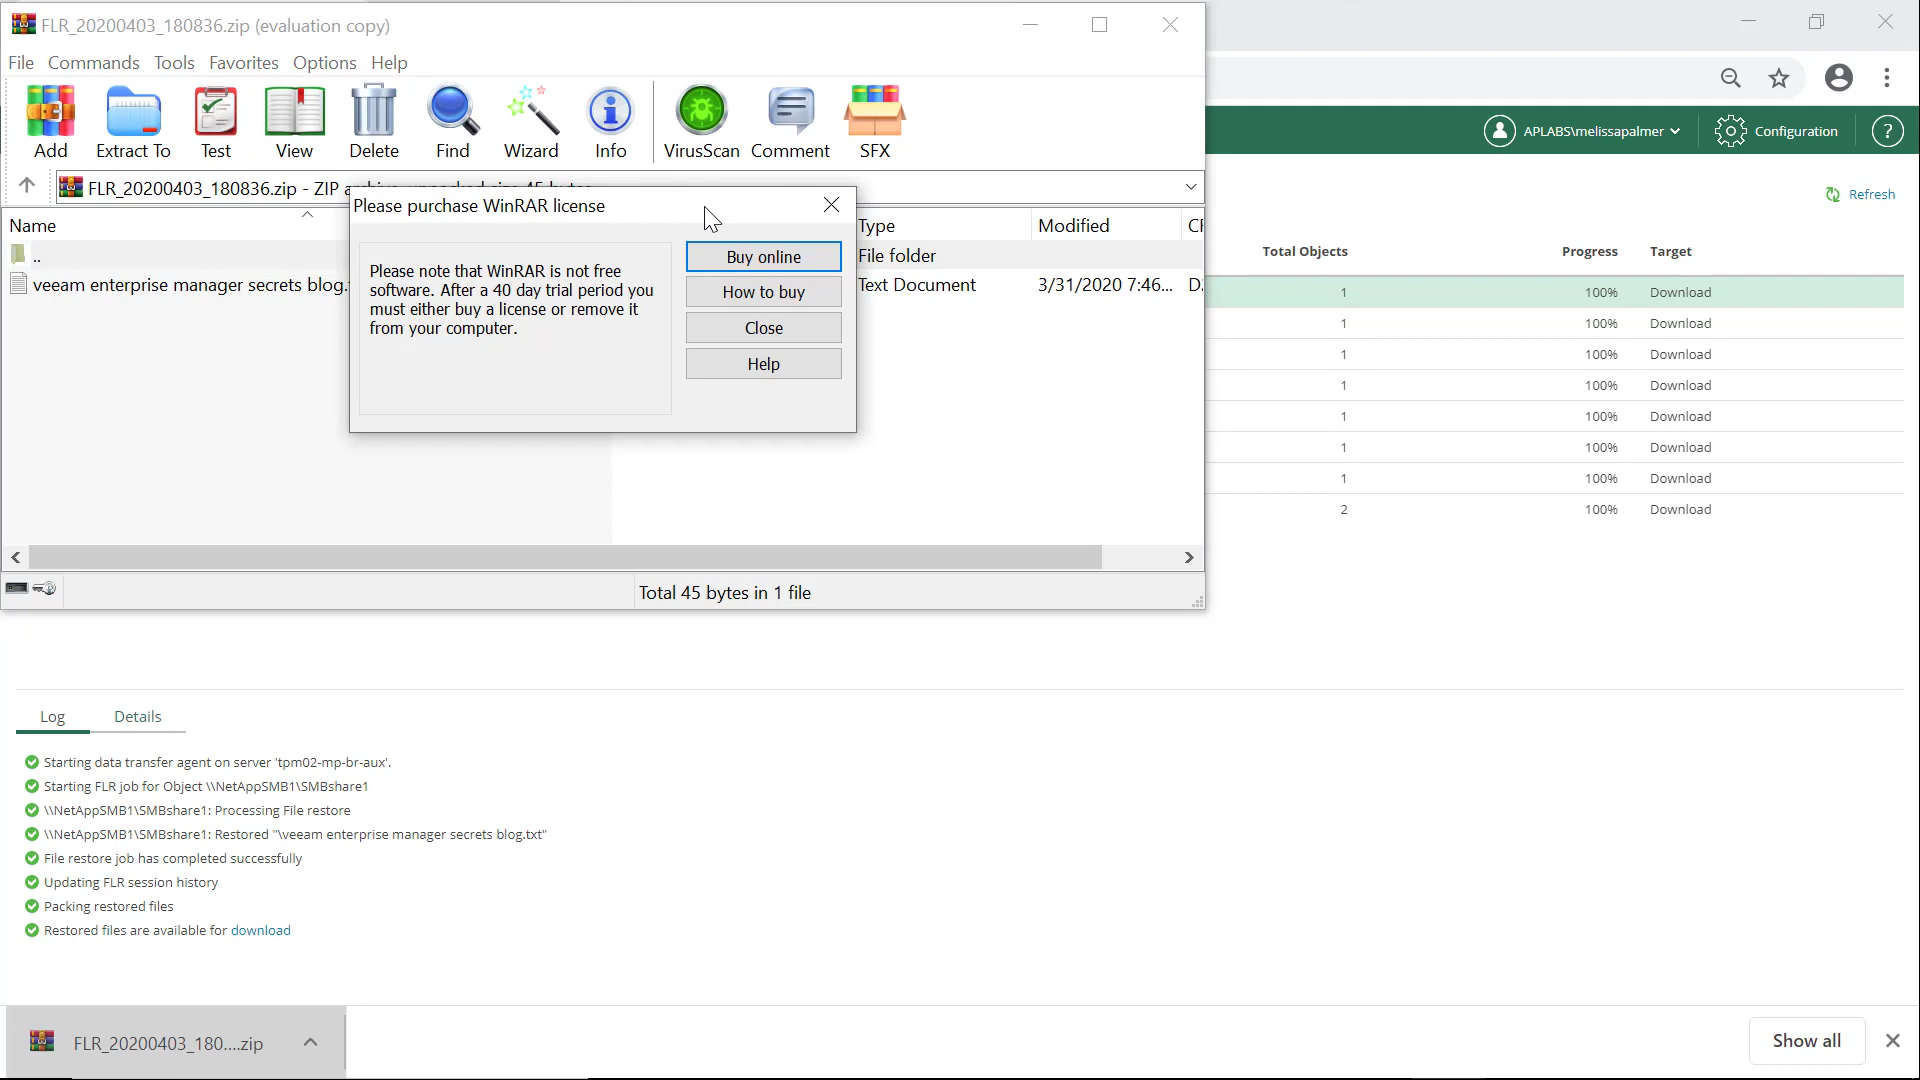 FLR_20200403_180836.zip (evaluation copy)
File Commands Tools Favorites Options Help
Add Extract To Test View Delete Find Wizard Info VirusScan Comment SFX
APLABS\melissapalmer Configuration ?
FLR_20200403_180836.zip - ZIP archive, unpacked size 45 bytes
Refresh
Please purchase WinRAR license
Please note that WinRAR is not free
software. After a 40 day trial period you
must either buy a license or remove it
from your computer.
Buy online
How to buy
Close
Help
Name Type Modified
.. File folder
veeam enterprise manager secrets blog. Text Document 3/31/2020 7:46...
Total 45 bytes in 1 file
Total Objects Progress Target
1 100% Download
1 100% Download
1 100% Download
1 100% Download
1 100% Download
1 100% Download
1 100% Download
2 100% Download
Log Details
Starting data transfer agent on server 'tpm02-mp-br-aux'.
Starting FLR job for Object \\NetAppSMB1\SMBshare1
\\NetAppSMB1\SMBshare1: Processing File restore
\\NetAppSMB1\SMBshare1: Restored "\veeam enterprise manager secrets blog.txt"
File restore job has completed successfully
Updating FLR session history
Packing restored files
Restored files are available for download
FLR_20200403_180....zip
Show all